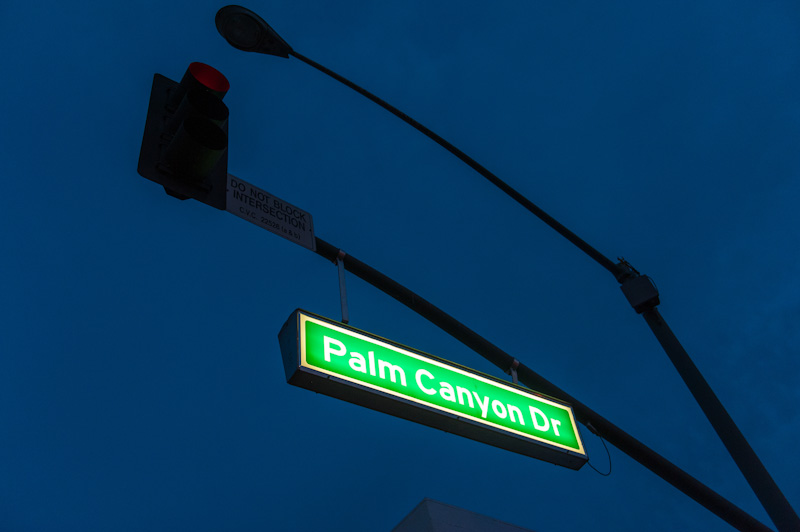 DO NOT BLOCK
INTERSECTION
Palm Canyon Dr